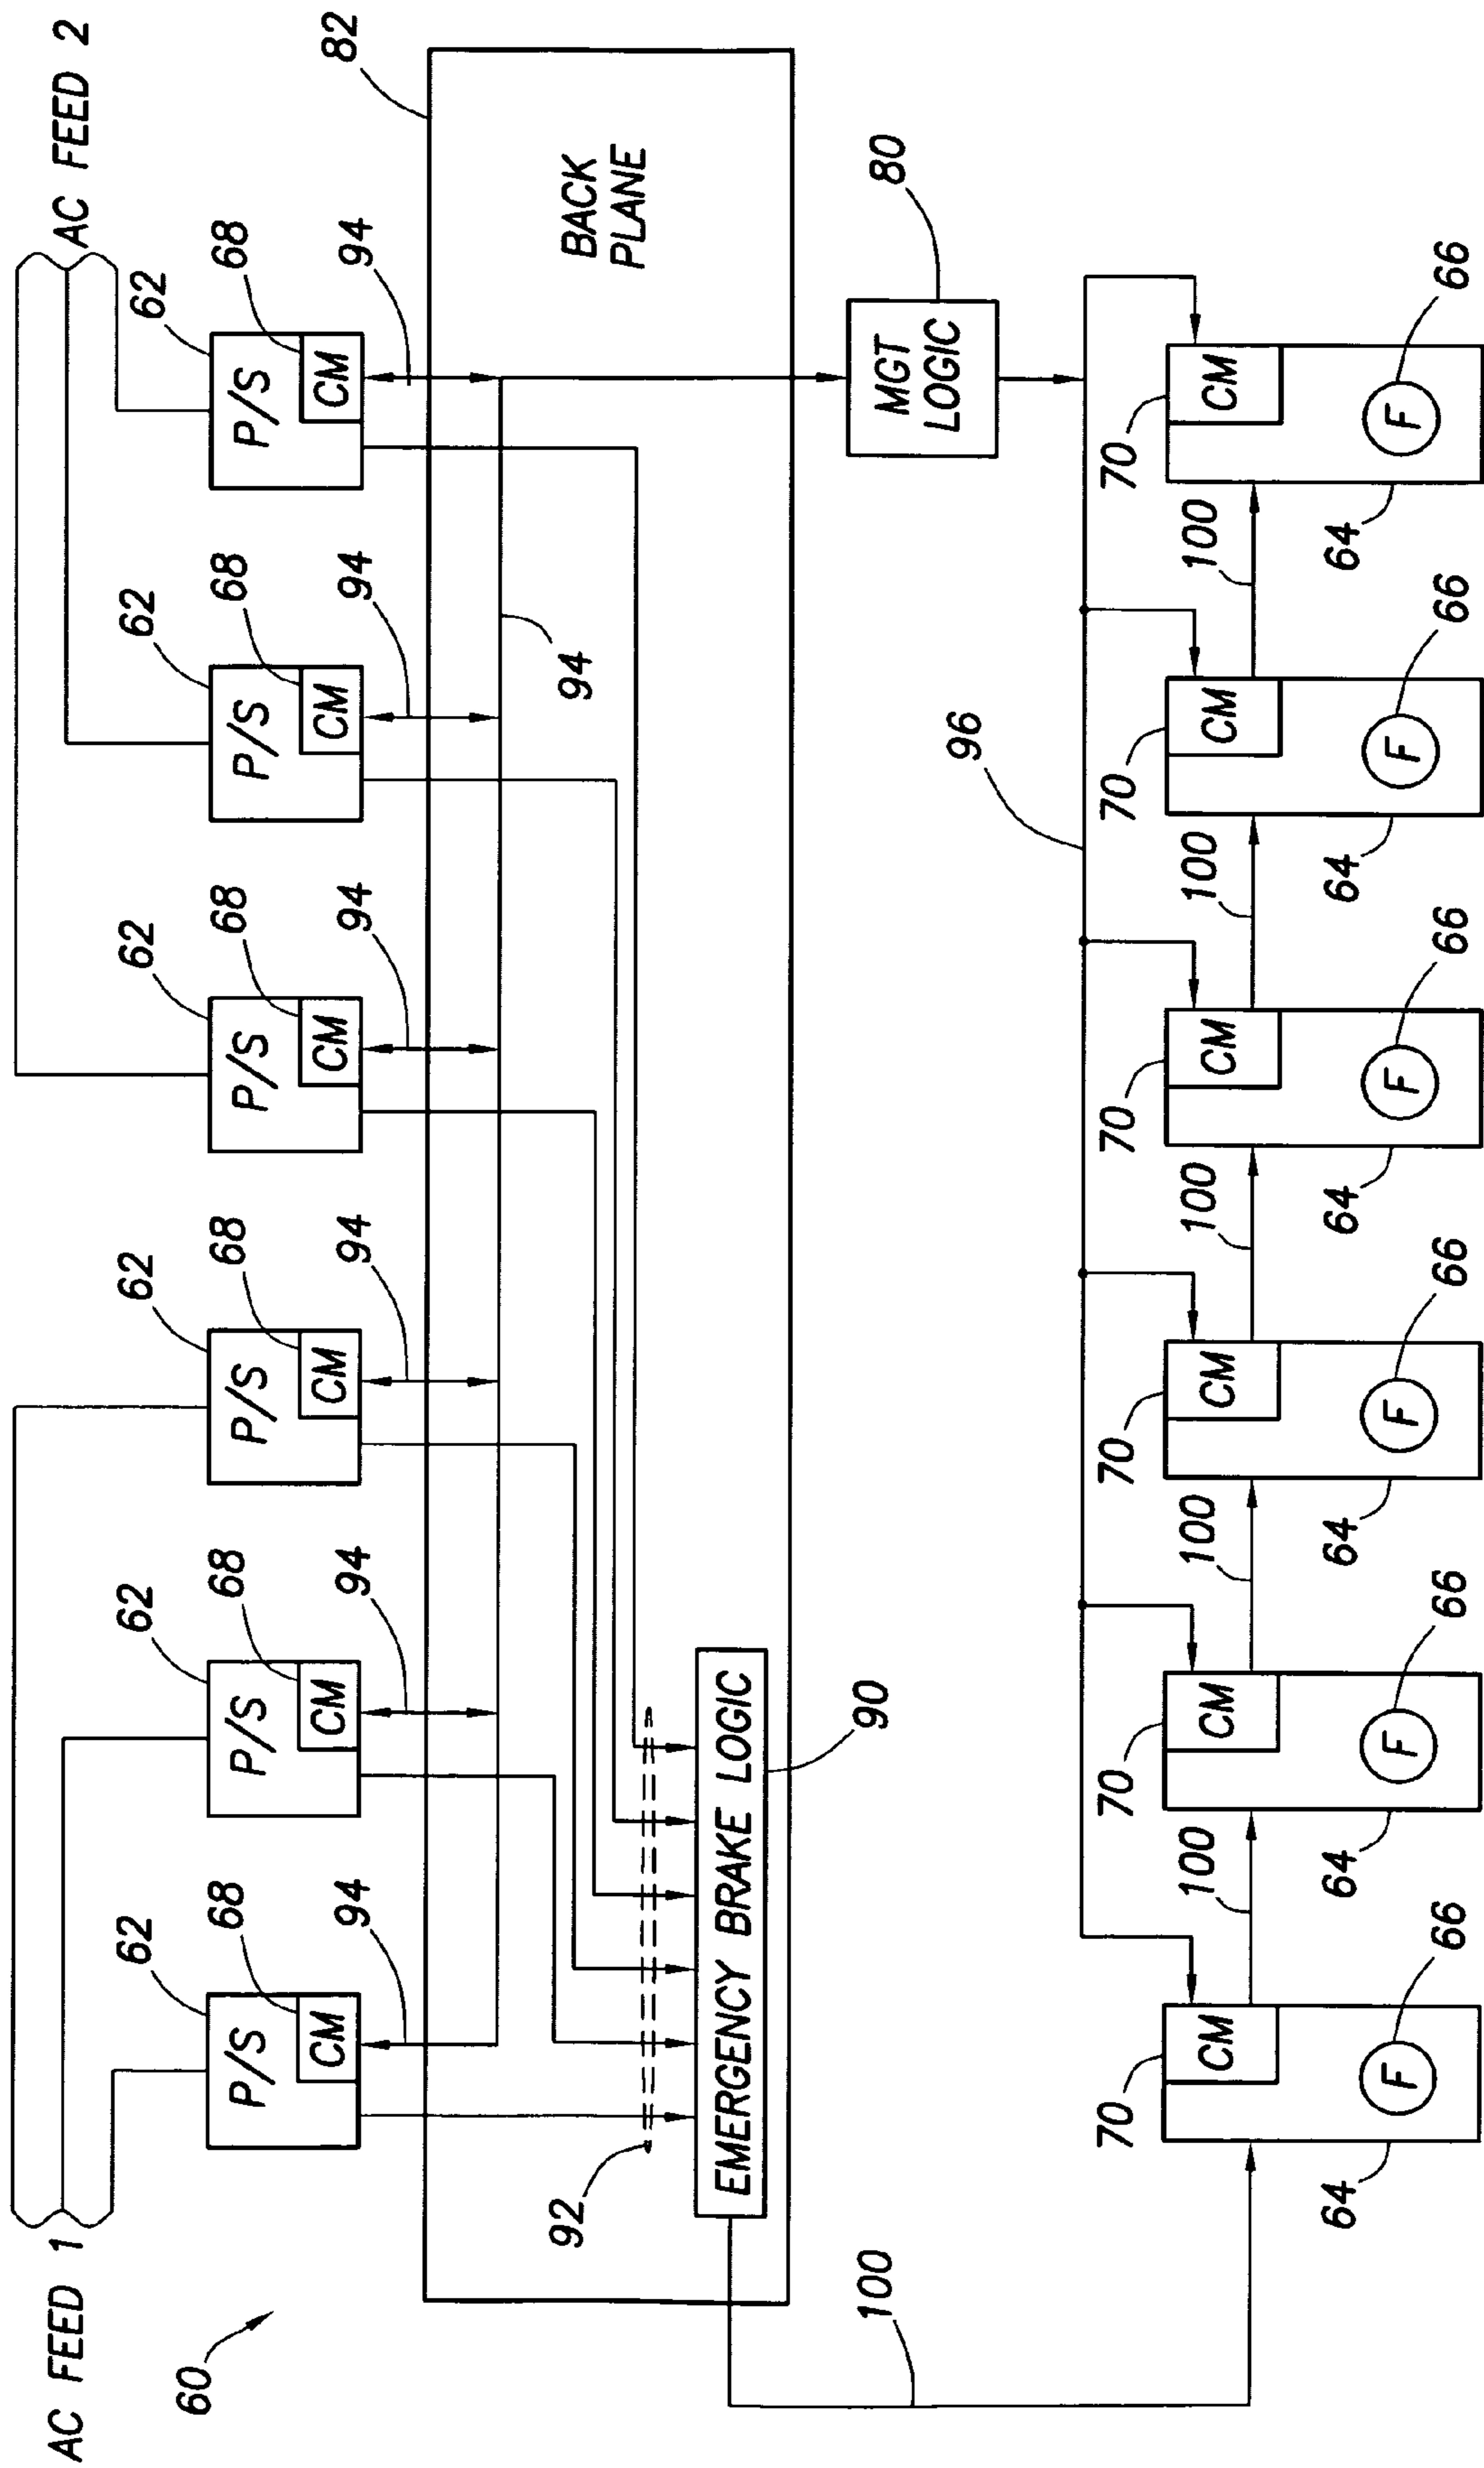 AC FEED 1
AC FEED 2
60
62
62
62
62
62
62
68
68
68
68
68
68
P/S
P/S
P/S
P/S
P/S
P/S
CM
CM
CM
CM
CM
CM
82
94
94
94
94
94
94
94
BACK
PLANE
92
EMERGENCY BRAKE LOGIC
90
80
MGT
LOGIC
100
96
70
70
70
70
70
70
CM
CM
CM
CM
CM
CM
100
100
100
100
100
64
64
64
64
64
64
F
F
F
F
F
F
66
66
66
66
66
66